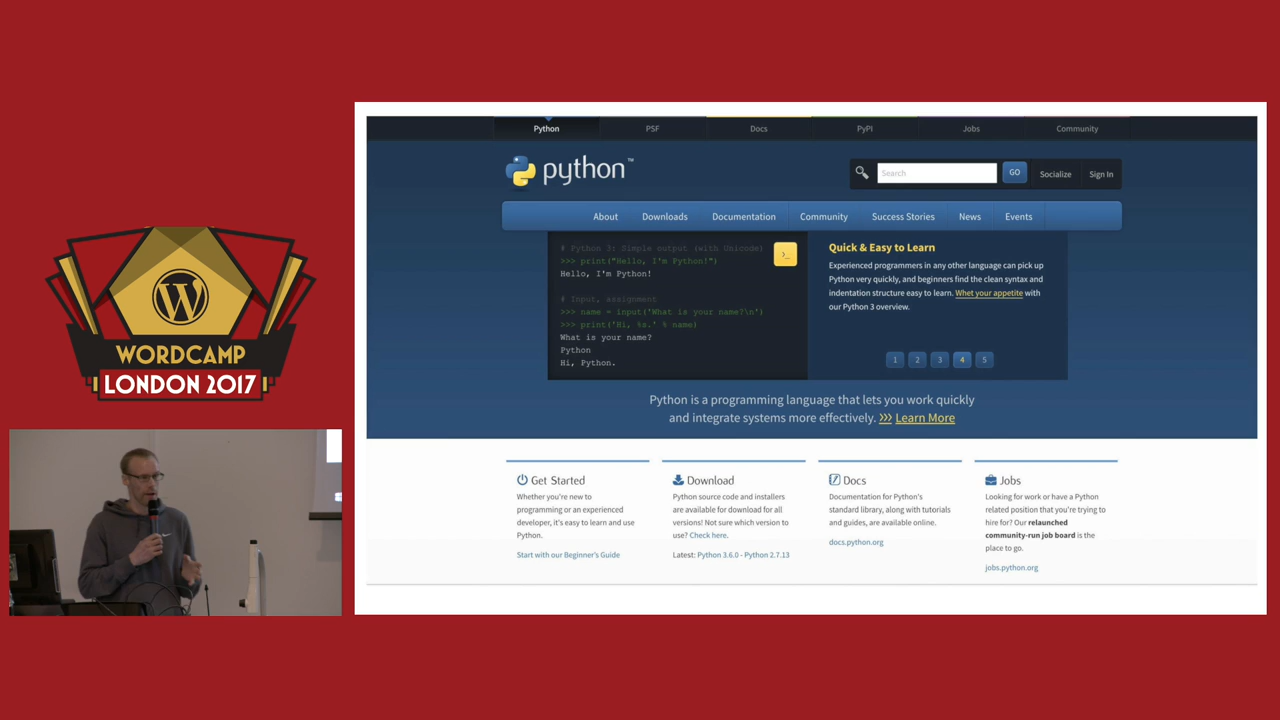 WORDCAMP
LONDON 2017
Python
PSF
Docs
PyPI
Jobs
Community
python™
Search
GO
Socialize
Sign In
About
Downloads
Documentation
Community
Success Stories
News
Events
# Python 3: Simple output (with Unicode)
>>> print("Hello, I'm Python!")
Hello, I'm Python!
# Input, assignment
>>> name = input('What is your name?\n')
>>> print('Hi, %s.' % name)
What is your name?
Python
Hi, Python.
>_
Quick & Easy to Learn
Experienced programmers in any other language can pick up
Python very quickly, and beginners find the clean syntax and
indentation structure easy to learn. Whet your appetite with
our Python 3 overview.
1
2
3
4
5
Python is a programming language that lets you work quickly
and integrate systems more effectively. >>> Learn More
Get Started
Whether you're new to
programming or an experienced
developer, it's easy to learn and use
Python.
Start with our Beginner's Guide
Download
Python source code and installers
are available for download for all
versions! Not sure which version to
use? Check here.
Latest: Python 3.6.0 - Python 2.7.13
Docs
Documentation for Python's
standard library, along with tutorials
and guides, are available online.
docs.python.org
Jobs
Looking for work or have a Python
related position that you're trying to
hire for? Our relaunched
community-run job board is the
place to go.
jobs.python.org